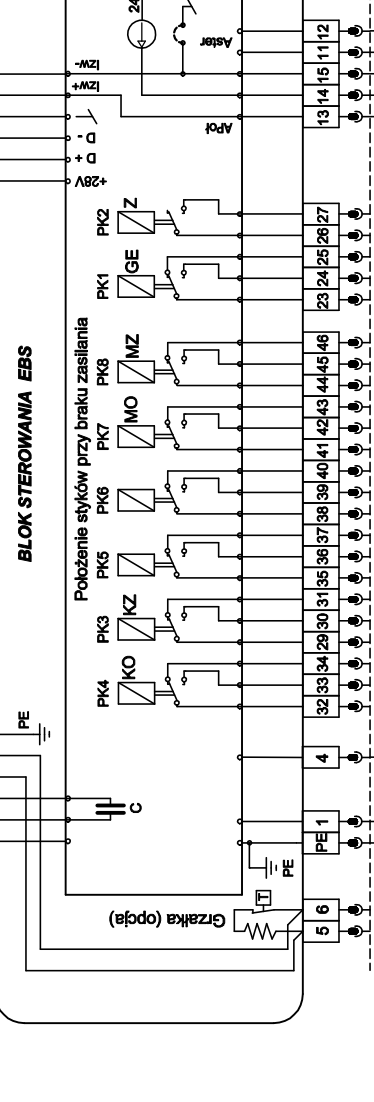 BLOK STEROWANIA EBS
Położenie styków przy braku zasilania
Izw-
Izw+
D -
D +
+28V
24
Aster
APoł
PK4 KO
PK3 KZ
PK5
PK6
PK7 MO
PK8 MZ
PK1 GE
PK2 Z
PE
C
PE
Grzałka (opcja)
T
5 6 PE 1 4 32 33 34 29 30 31 35 36 37 38 39 40 41 42 43 44 45 46 23 24 25 26 27 13 14 15 11 12